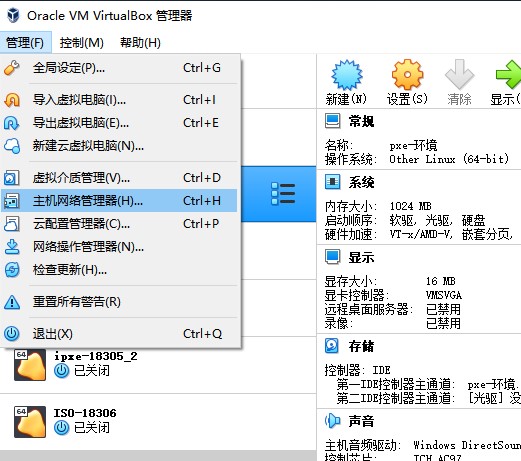 Oracle VM VirtualBox 管理器
管理(F) 控制(M) 帮助(H)
全局设定(P)... Ctrl+G
导入虚拟电脑(I)... Ctrl+I
导出虚拟电脑(E)... Ctrl+E
新建云虚拟电脑(N)...
虚拟介质管理(V)... Ctrl+D
主机网络管理器(H)... Ctrl+H
云配置管理器(C)... Ctrl+P
网络操作管理器(N)...
检查更新(H)...
重置所有警告(R)
退出(X) Ctrl+Q
64 ipxe-18305_2
已关闭
64 ISO-18306
已关闭
新建(N) 设置(S) 清除 显示(
常规
名称: pxe-环境
操作系统: Other Linux (64-bit)
系统
内存大小: 1024 MB
启动顺序: 软驱, 光驱, 硬盘
硬件加速: VT-x/AMD-V, 嵌套分页,
显示
显存大小: 16 MB
显卡控制器: VMSVGA
远程桌面服务器: 已禁用
录像: 已禁用
存储
控制器: IDE
第一IDE控制器主通道: pxe-环境.
第二IDE控制器主通道: [光驱] 没
声音
主机音频驱动: Windows DirectSoun
控制芯片: ICH AC97